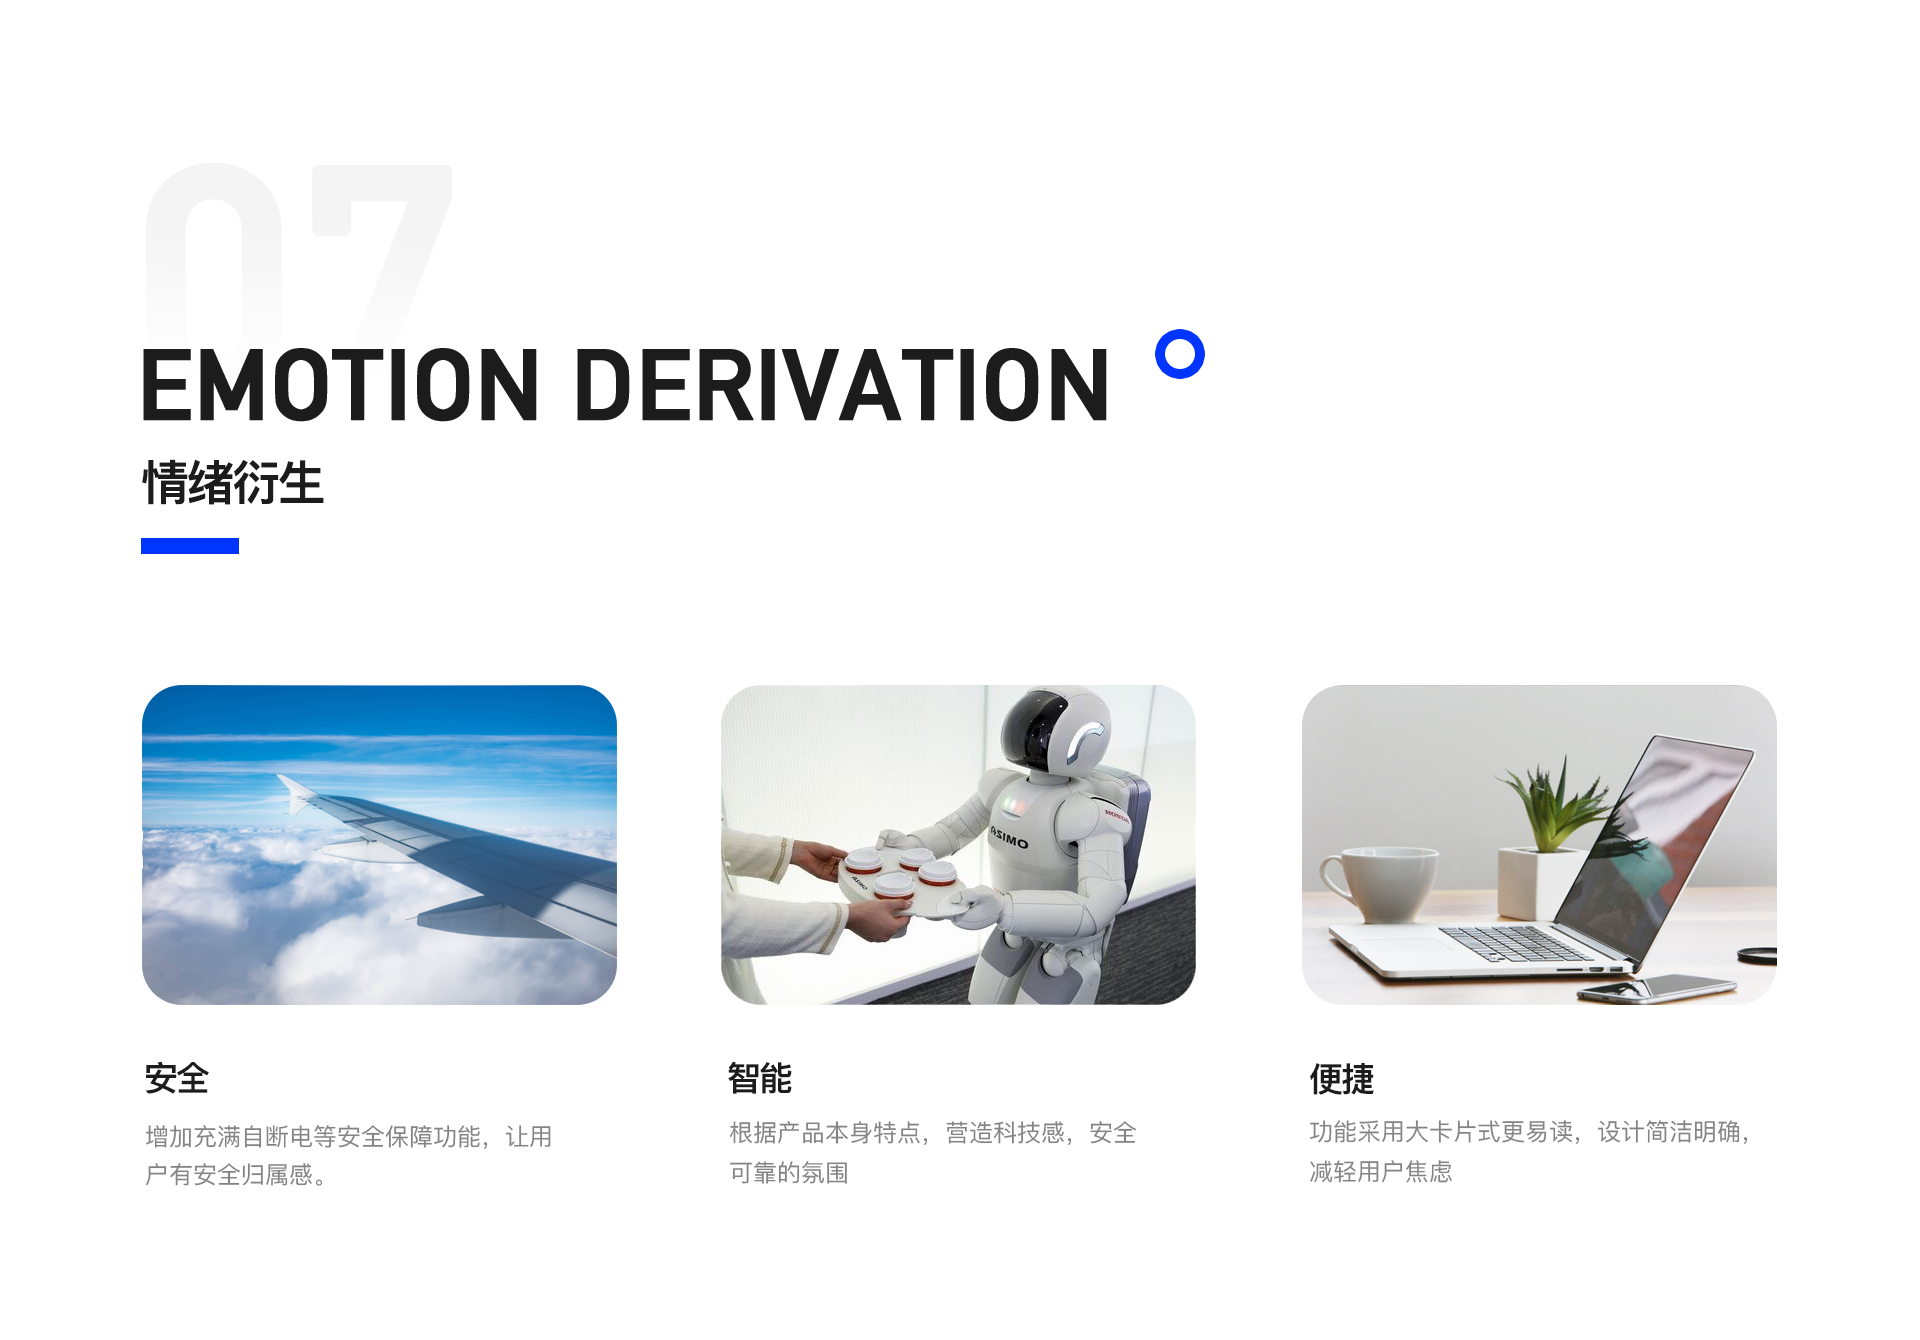 07
EMOTION DERIVATION
情绪衍生
ASIMO
HONDA
ASIMO
安全
增加充满自断电等安全保障功能，让用
户有安全归属感。
智能
根据产品本身特点，营造科技感，安全
可靠的氛围
便捷
功能采用大卡片式更易读，设计简洁明确，
减轻用户焦虑